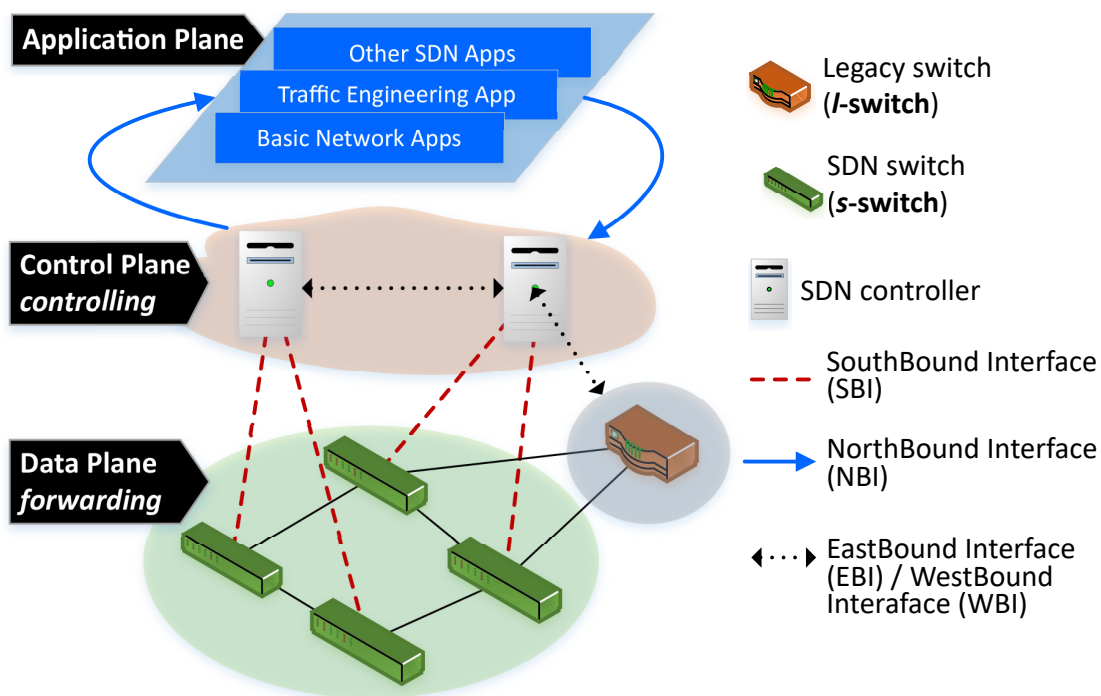 Application Plane
Other SDN Apps
Traffic Engineering App
Basic Network Apps
Control Plane
controlling
Data Plane
forwarding
Legacy switch
(l-switch)
SDN switch
(s-switch)
SDN controller
SouthBound Interface
(SBI)
NorthBound Interface
(NBI)
EastBound Interface
(EBI) / WestBound
Interaface (WBI)